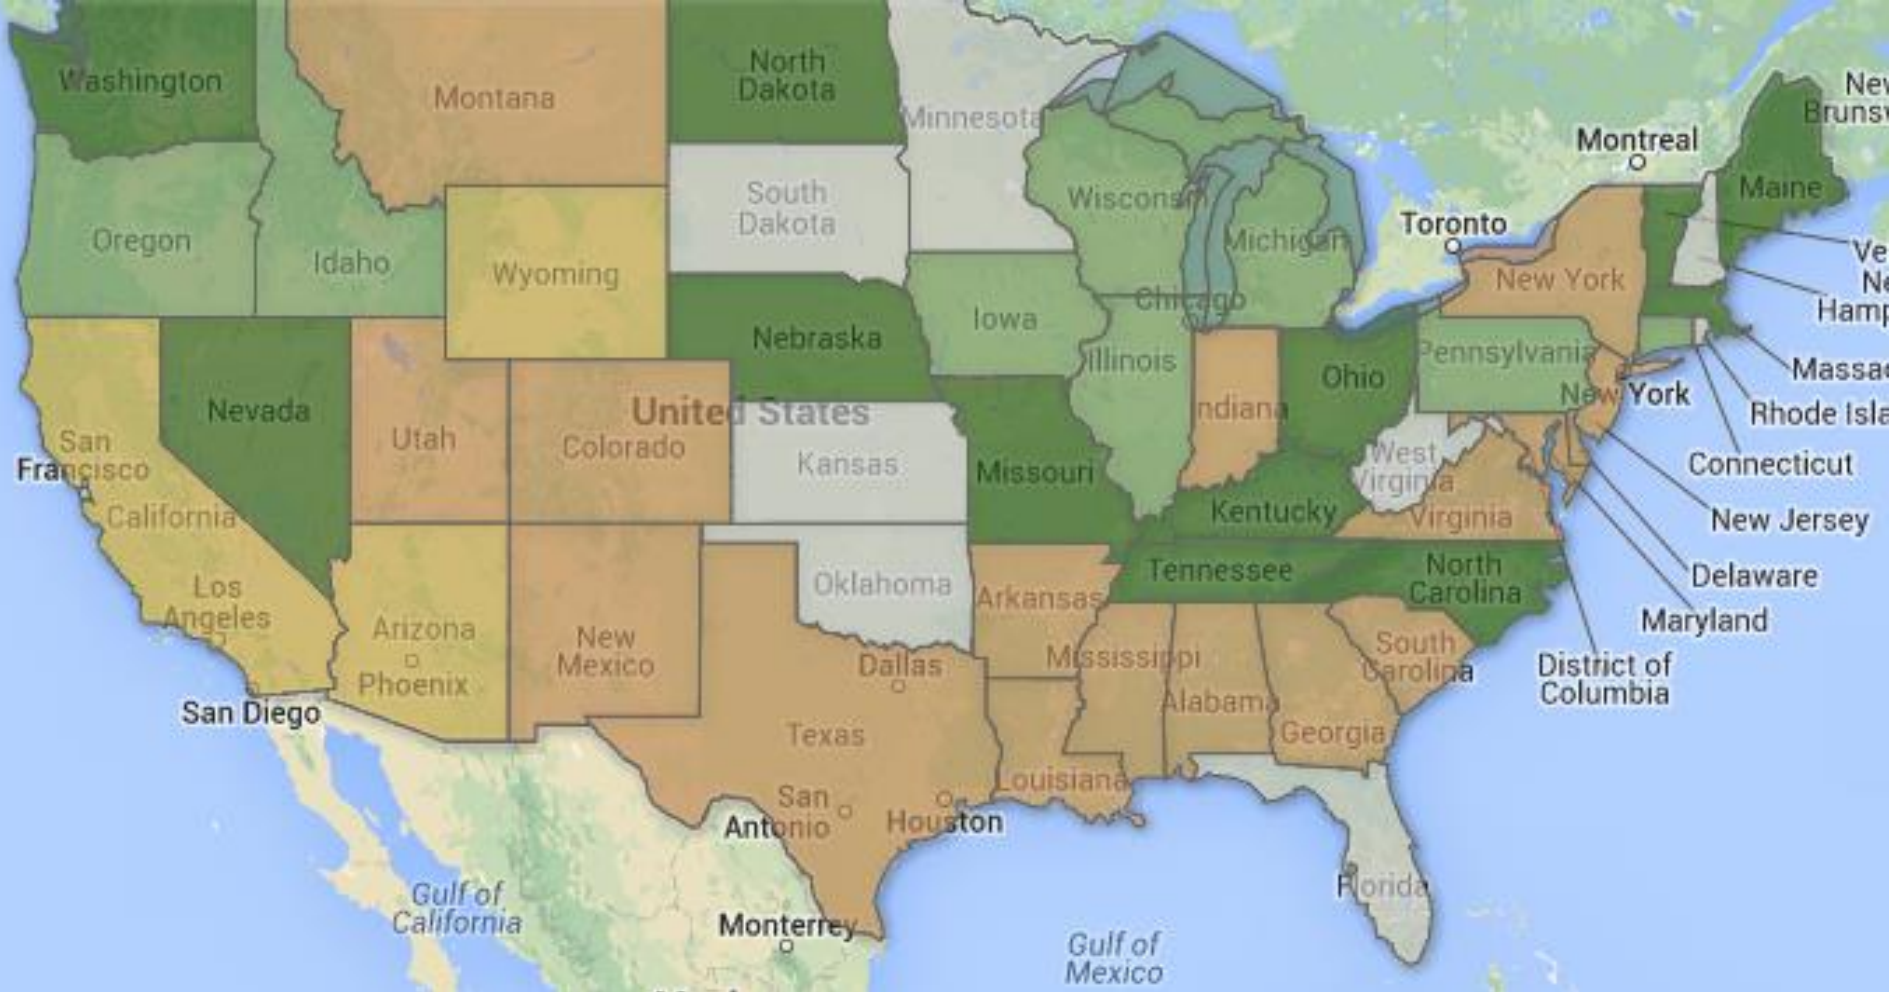 Washington
Montana
North
Dakota
Minnesota
New
Brunsw
Montreal
Maine
South
Dakota
Wisconsin
Michigan
Toronto
Oregon
Idaho
Wyoming
New York
Ve
Ne
Hamp
Chicago
Iowa
Nebraska
Illinois
Indiana
Ohio
Pennsylvania
Massac
New York
Rhode Isla
Nevada
United States
Utah
Colorado
Kansas
Missouri
West
Virginia
Connecticut
San
Francisco
California
Kentucky
Virginia
New Jersey
Oklahoma
Arkansas
Tennessee
North
Carolina
Delaware
Maryland
Los
Angeles
Arizona
Phoenix
New
Mexico
Dallas
Mississippi
Alabama
South
Carolina
District of
Columbia
San Diego
Texas
Georgia
Louisiana
San
Antonio
Houston
Florida
Gulf of
California
Monterrey
Gulf of
Mexico